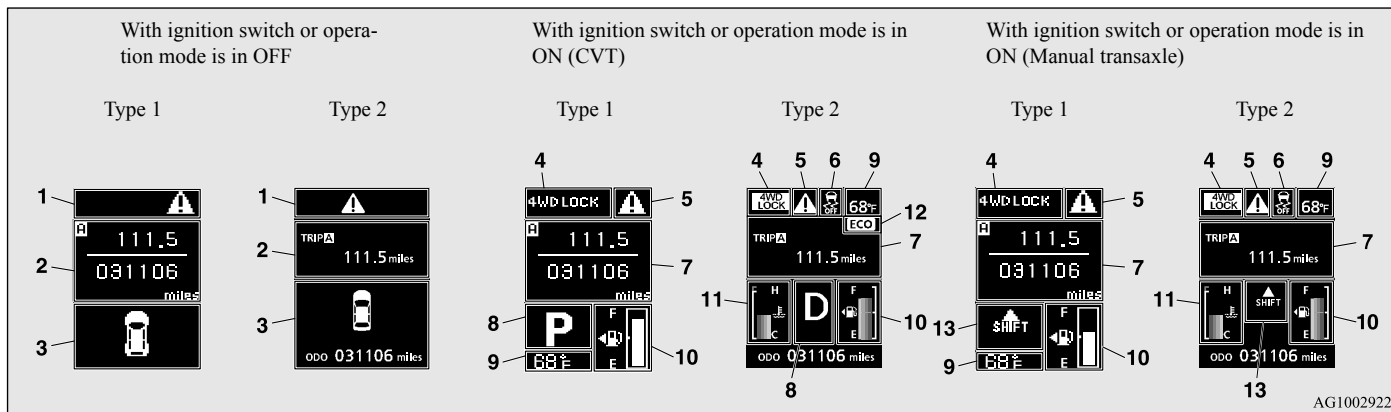 With ignition switch or opera-
tion mode is in OFF
With ignition switch or operation mode is in
ON (CVT)
With ignition switch or operation mode is in
ON (Manual transaxle)
Type 1
Type 2
Type 1
Type 2
Type 1
Type 2
1
A
111.5
2
031106
miles
3
1
TRIP A
2
111.5 miles
3
ODO 031106 miles
4
4WD LOCK
5
A
111.5
031106
7
miles
8
P
F
E
10
9
68°F
4
5
6
9
4WD
LOCK
OFF
68°F
ECO
12
TRIP A
7
111.5 miles
11
F H
C
D
F
E
10
ODO 031106 miles
8
4
4WD LOCK
5
A
111.5
031106
7
miles
13
SHIFT
F
E
10
9
68°F
4
5
6
9
4WD
LOCK
OFF
68°F
TRIP A
7
111.5 miles
11
F H
C
SHIFT
F
E
10
ODO 031106 miles
13
AG1002922